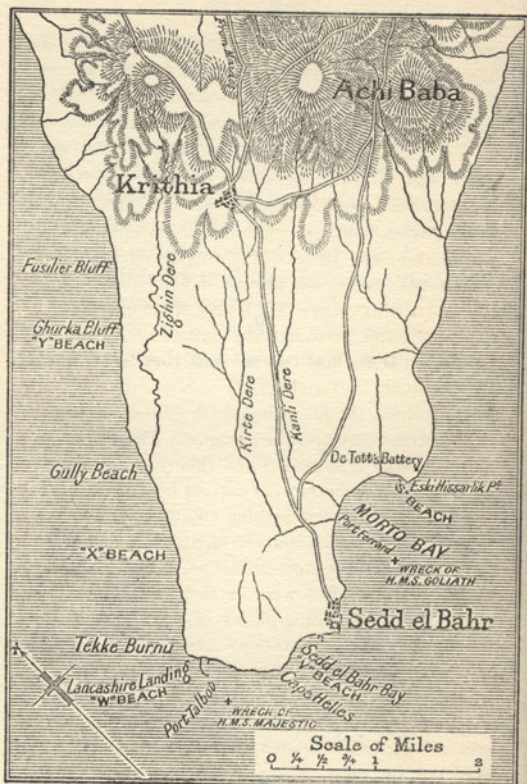 Achi Baba
Krithia
Fusilier Bluff
Zighin Dere
Ghurka Bluff
"Y" BEACH
Kirte Dere
Kanli Dere
De Tott's Battery
Gully Beach
Eski Hissarlik Pt.
"S" BEACH
MORTO BAY
Port Ferrard
WRECK OF
H.M.S. GOLIATH
"X" BEACH
Sedd el Bahr
Tekke Burnu
Sedd el Bahr Bay
"V" BEACH
Lancashire Landing
"W" BEACH
Cape Helles
Port Talbot
WRECK OF
H.M.S. MAJESTIC
Scale of Miles
0 ¼ ½ ¾ 1 2